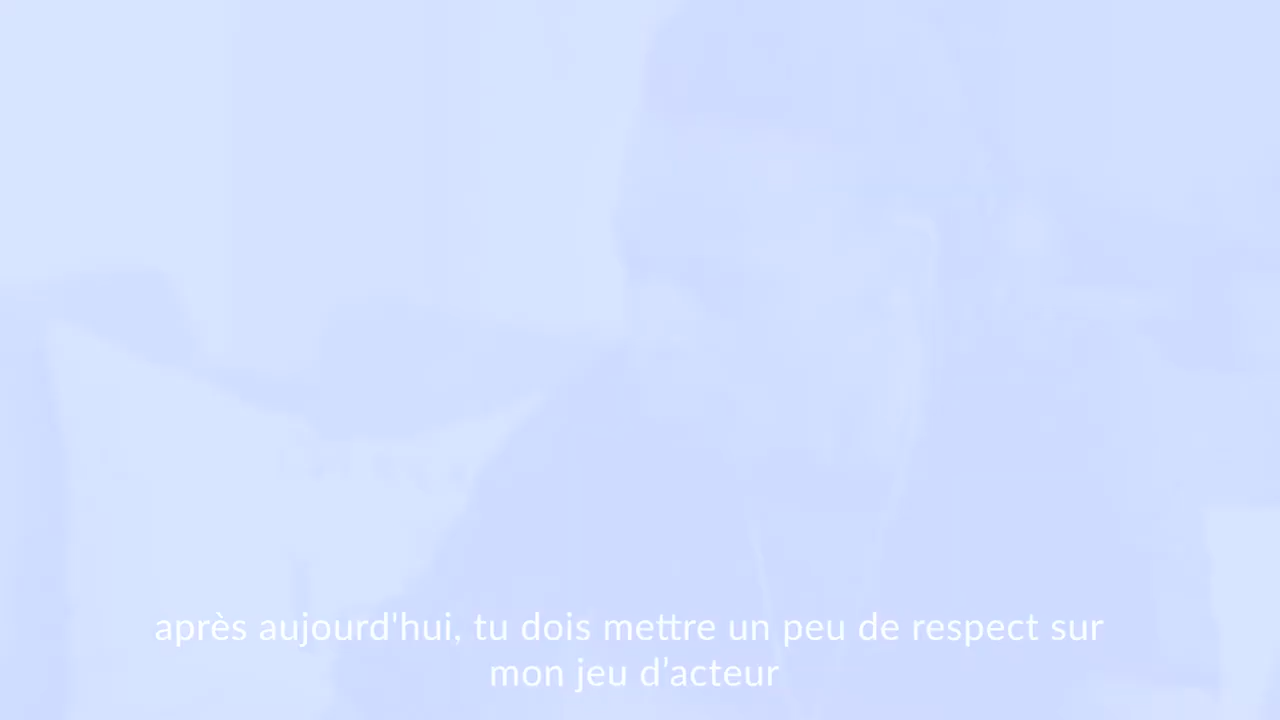 après aujourd'hui, tu dois mettre un peu de respect sur
mon jeu d'acteur